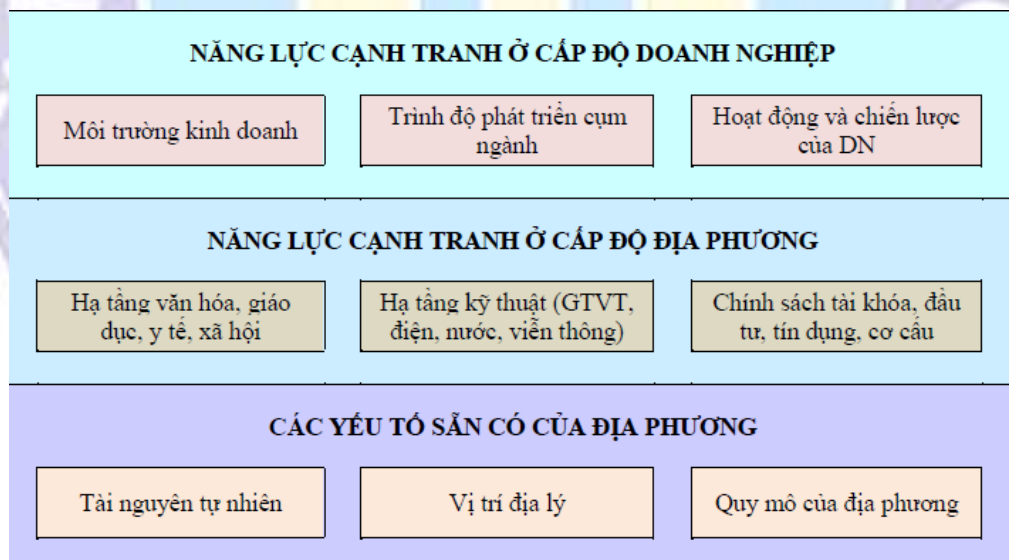 NĂNG LỰC CẠNH TRANH Ở CẤP ĐỘ DOANH NGHIỆP
Môi trường kinh doanh
Trình độ phát triển cụm
ngành
Hoạt động và chiến lược
của DN
NĂNG LỰC CẠNH TRANH Ở CẤP ĐỘ ĐỊA PHƯƠNG
Hạ tầng văn hóa, giáo
dục, y tế, xã hội
Hạ tầng kỹ thuật (GTVT,
điện, nước, viễn thông)
Chính sách tài khóa, đầu
tư, tín dụng, cơ cấu
CÁC YẾU TỐ SẴN CÓ CỦA ĐỊA PHƯƠNG
Tài nguyên tự nhiên
Vị trí địa lý
Quy mô của địa phương